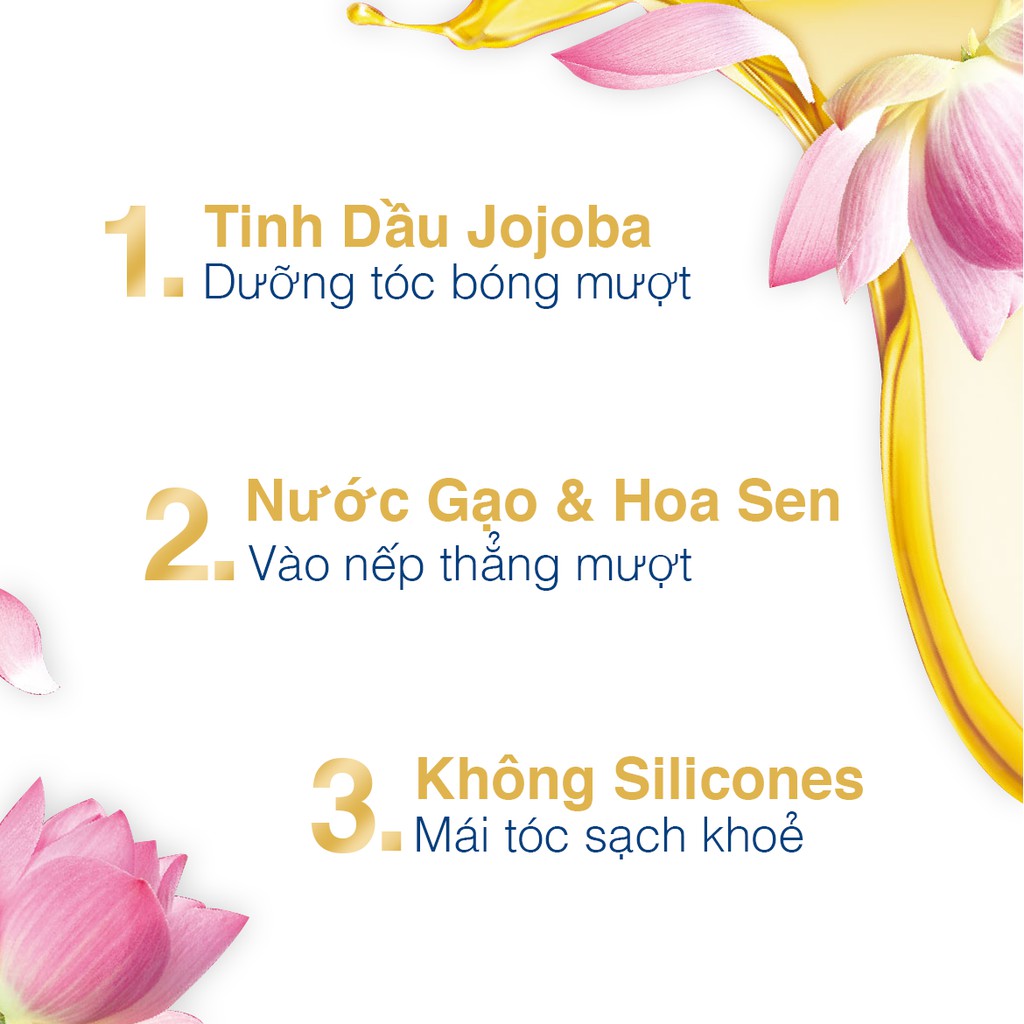 1. Tinh Dầu Jojoba
Dưỡng tóc bóng mượt
2. Nước Gạo & Hoa Sen
Vào nếp thẳng mượt
3. Không Silicones
Mái tóc sạch khoẻ